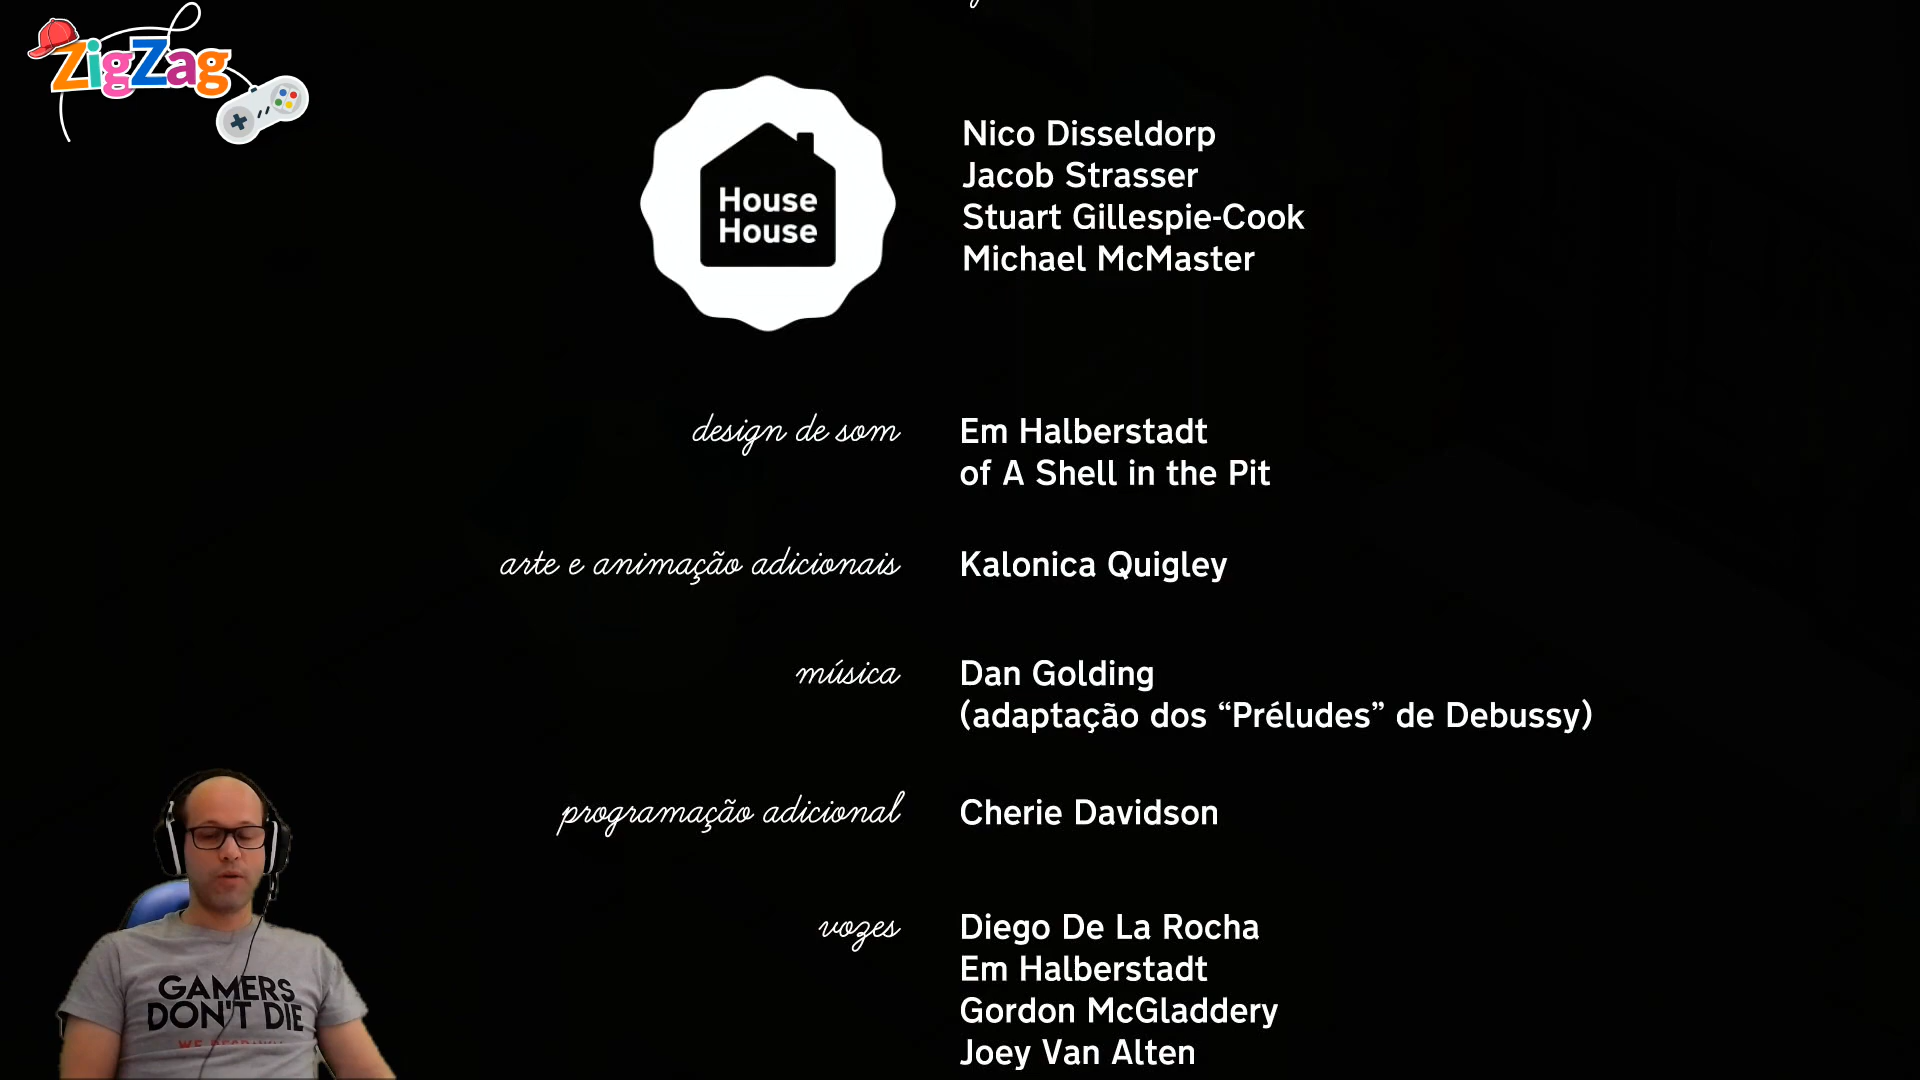 ZigZag
House
House
Nico Disseldorp
Jacob Strasser
Stuart Gillespie-Cook
Michael McMaster
design de som
Em Halberstadt
of A Shell in the Pit
arte e animação adicionais
Kalonica Quigley
música
Dan Golding
(adaptação dos “Préludes” de Debussy)
programação adicional
Cherie Davidson
vozes
Diego De La Rocha
Em Halberstadt
Gordon McGladdery
Joey Van Alten
GAMERS
DON'T DIE
WE